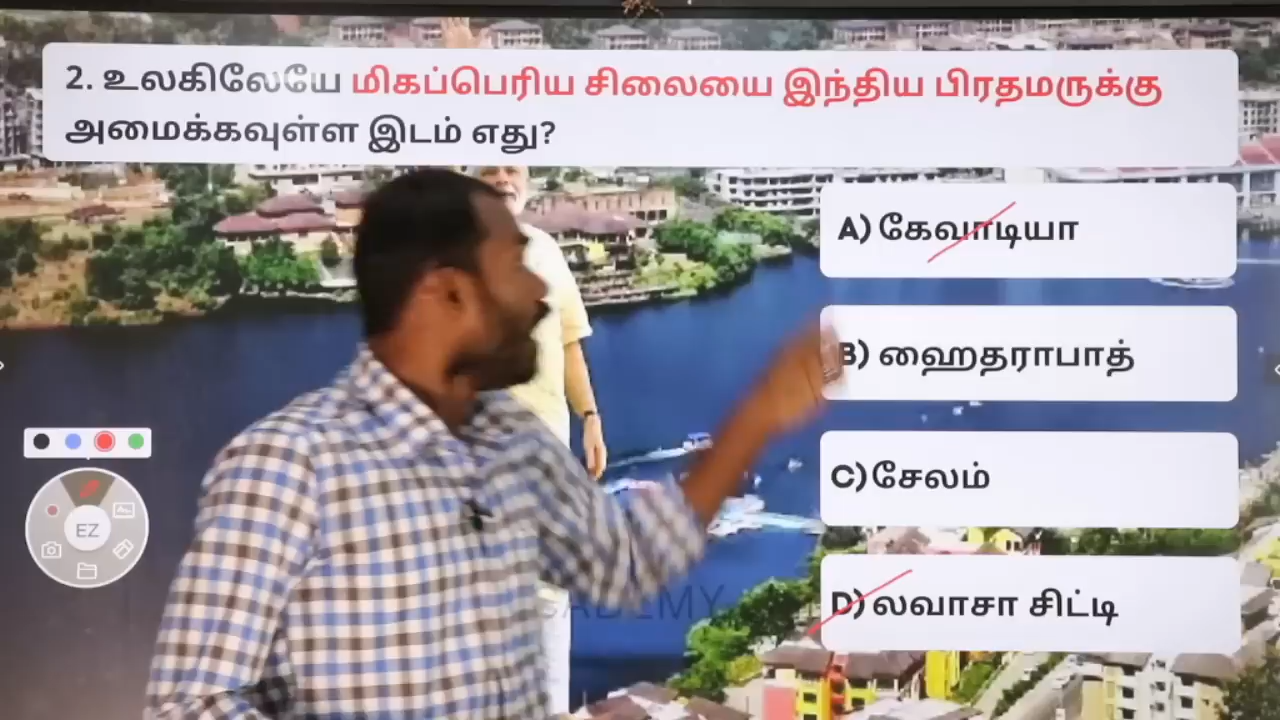 2. உலகிலேயே மிகப்பெரிய சிலையை இந்திய பிரதமருக்கு
அமைக்கவுள்ள இடம் எது?
A) கேவாடியா
B) ஹைதராபாத்
C) சேலம்
D) லவாசா சிட்டி
EZ